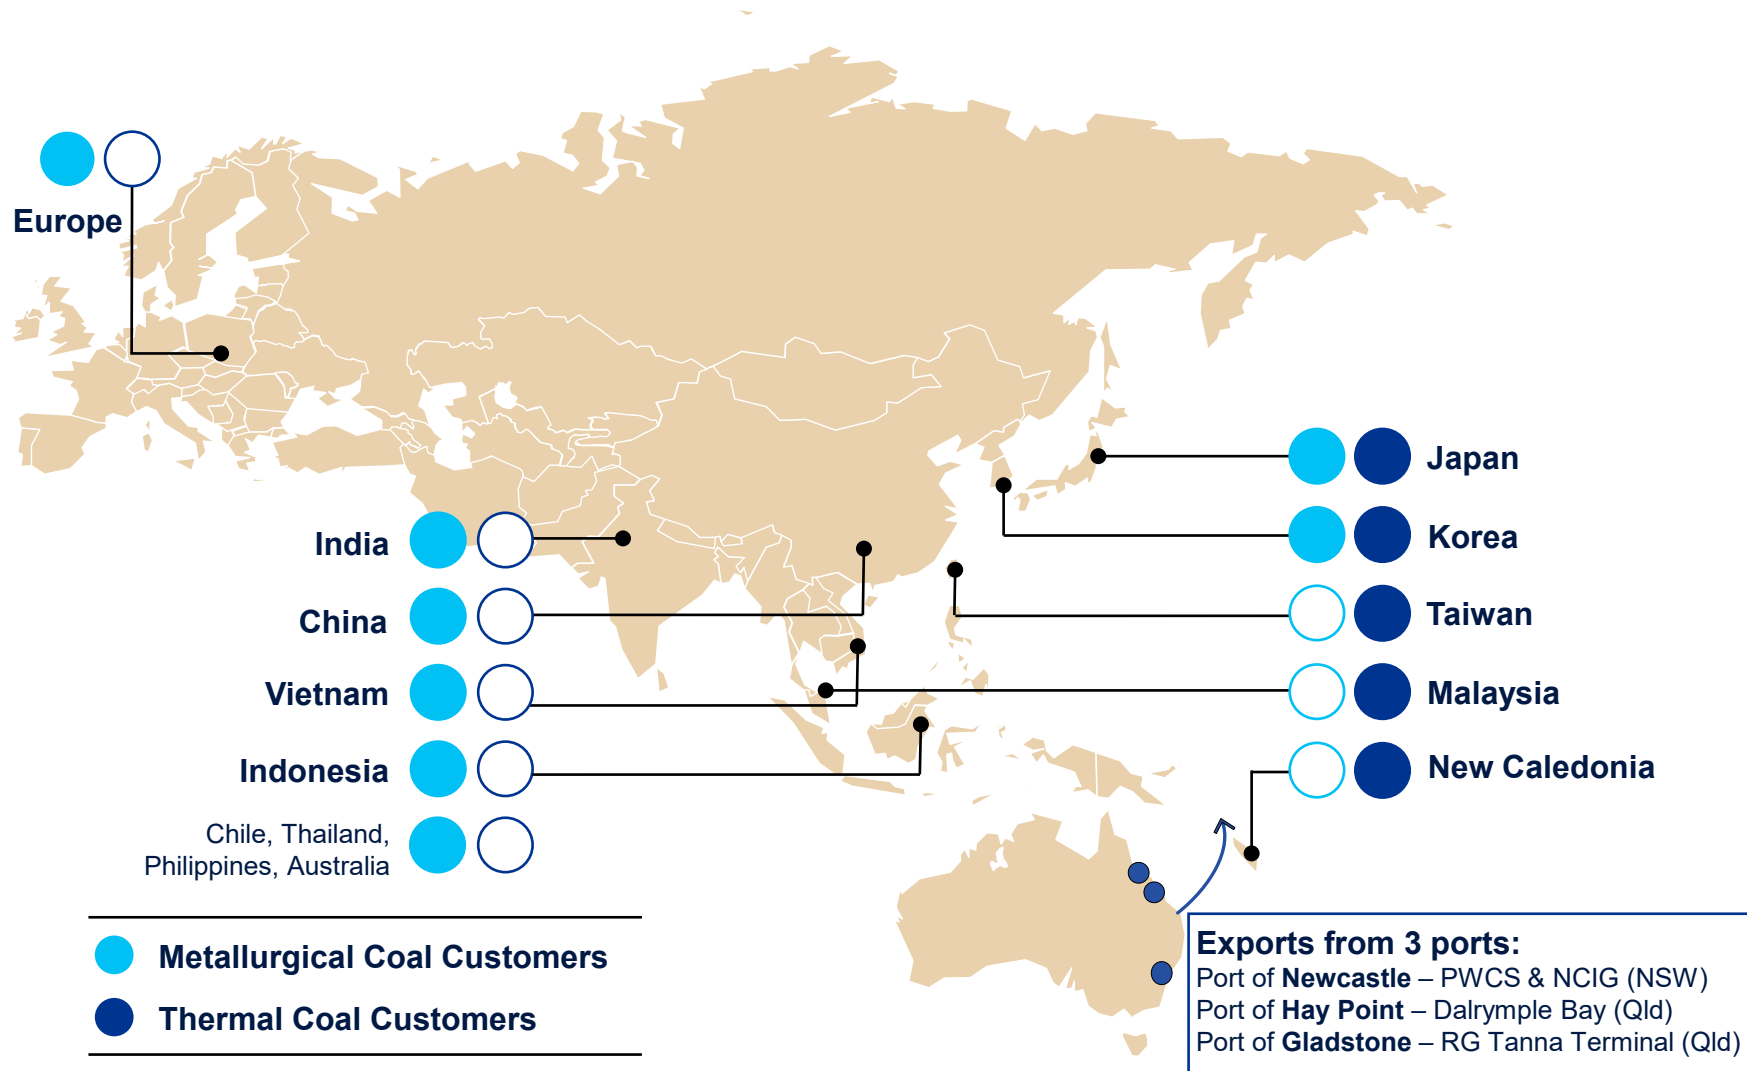 Europe
India
China
Vietnam
Indonesia
Chile, Thailand,
Philippines, Australia
Metallurgical Coal Customers
Thermal Coal Customers
Japan
Korea
Taiwan
Malaysia
New Caledonia
Exports from 3 ports:
Port of Newcastle – PWCS & NCIG (NSW)
Port of Hay Point – Dalrymple Bay (Qld)
Port of Gladstone – RG Tanna Terminal (Qld)